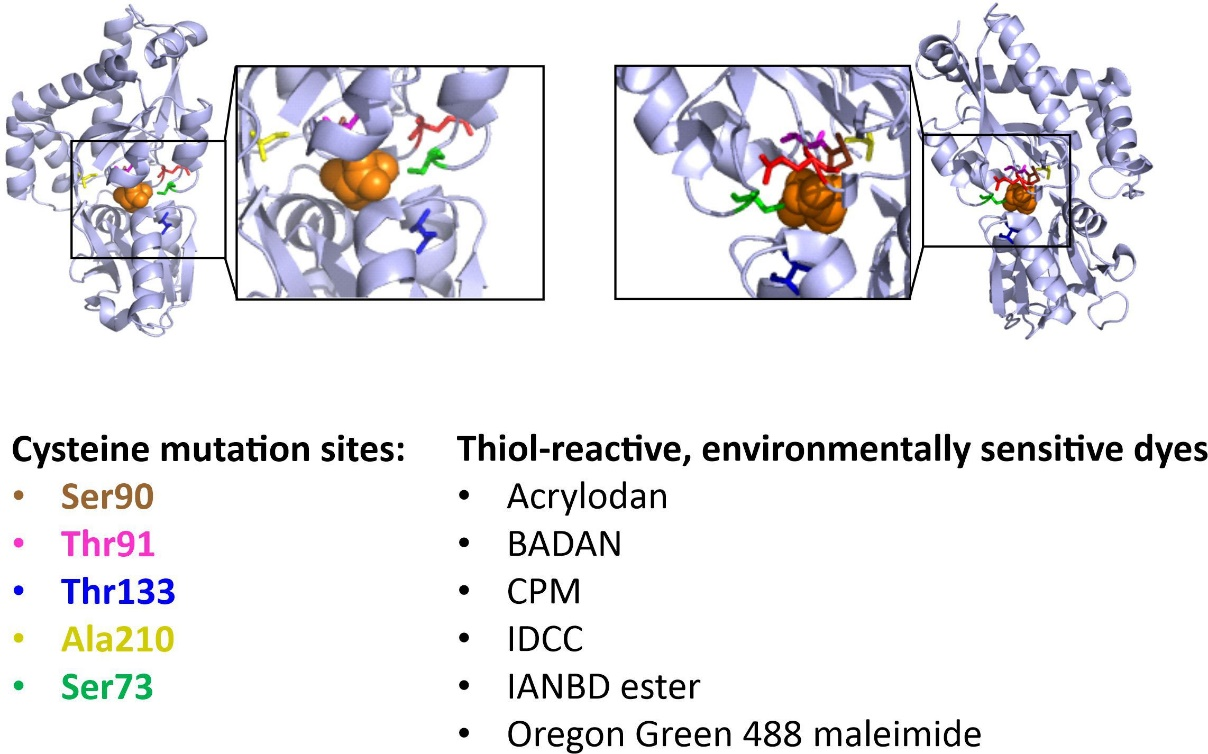 Cysteine mutation sites:
• Ser90
• Thr91
• Thr133
• Ala210
• Ser73
Thiol-reactive, environmentally sensitive dyes
• Acrylodan
• BADAN
• CPM
• IDCC
• IANBD ester
• Oregon Green 488 maleimide